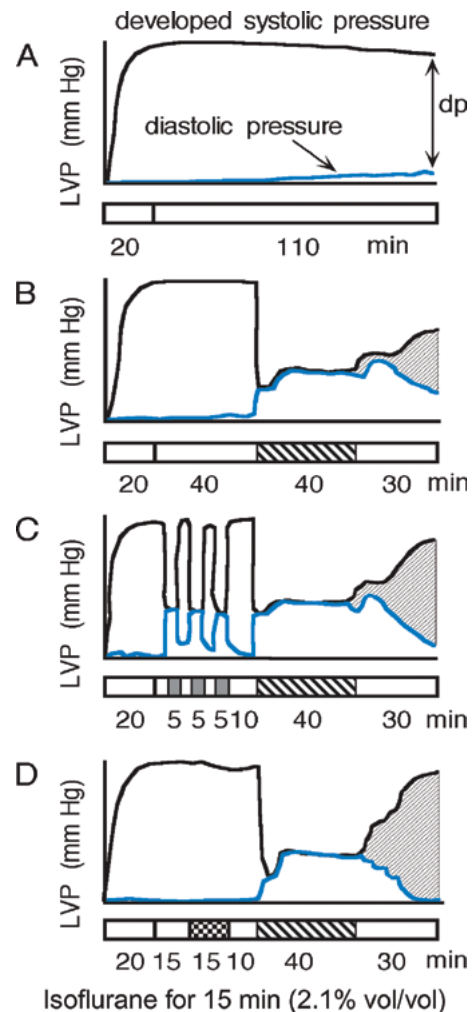 developed systolic pressure
A
LVP (mm Hg)
diastolic pressure
dp
20 110 min
B
LVP (mm Hg)
20 40 40 30 min
C
LVP (mm Hg)
20 5 5 5 10 40 30 min
D
LVP (mm Hg)
20 15 15 10 40 30 min
Isoflurane for 15 min (2.1% vol/vol)